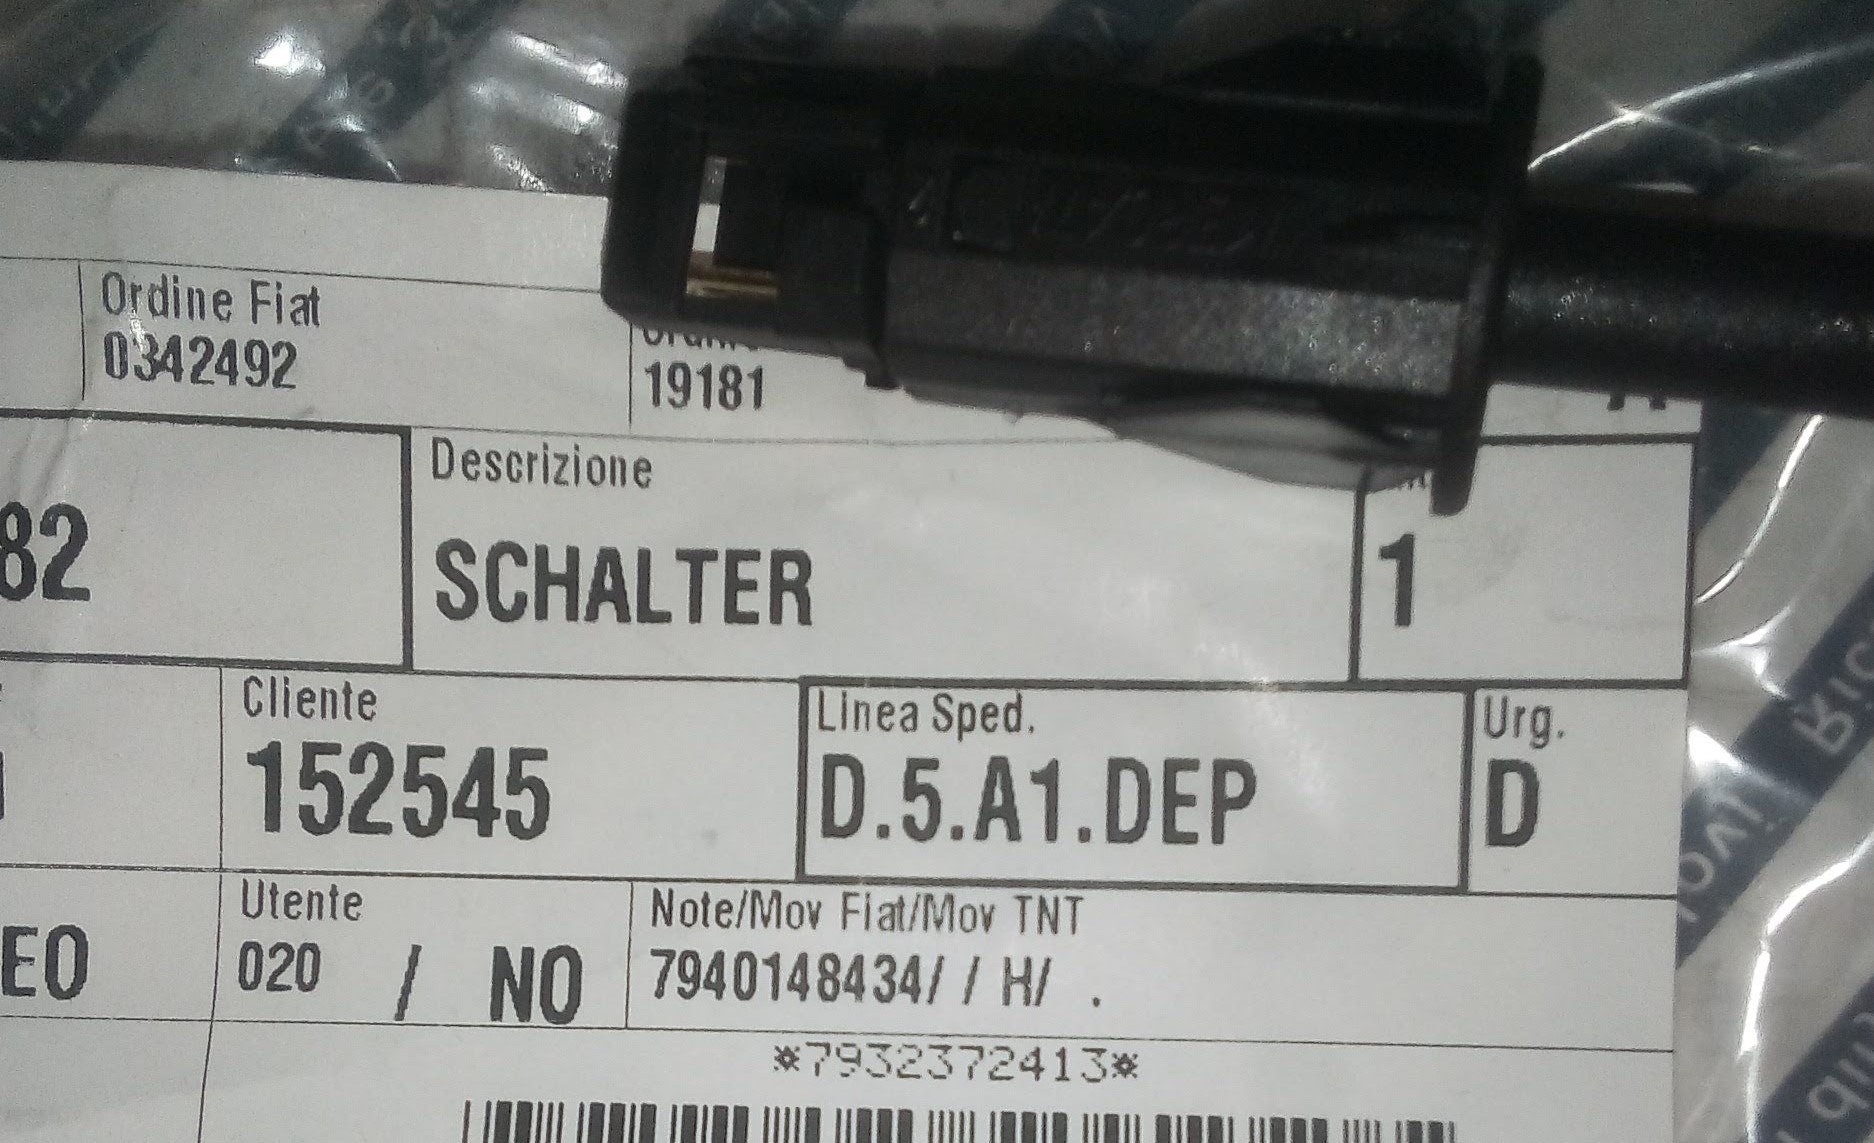 Ordine Fiat
0342492
19181
Descrizione
82
SCHALTER
1
Cliente
152545
Linea Sped.
D.5.A1.DEP
Urg.
D
Utente
EO
020 / NO
Note/Mov Fiat/Mov TNT
7940148434/ / H/ .
*7932372413*